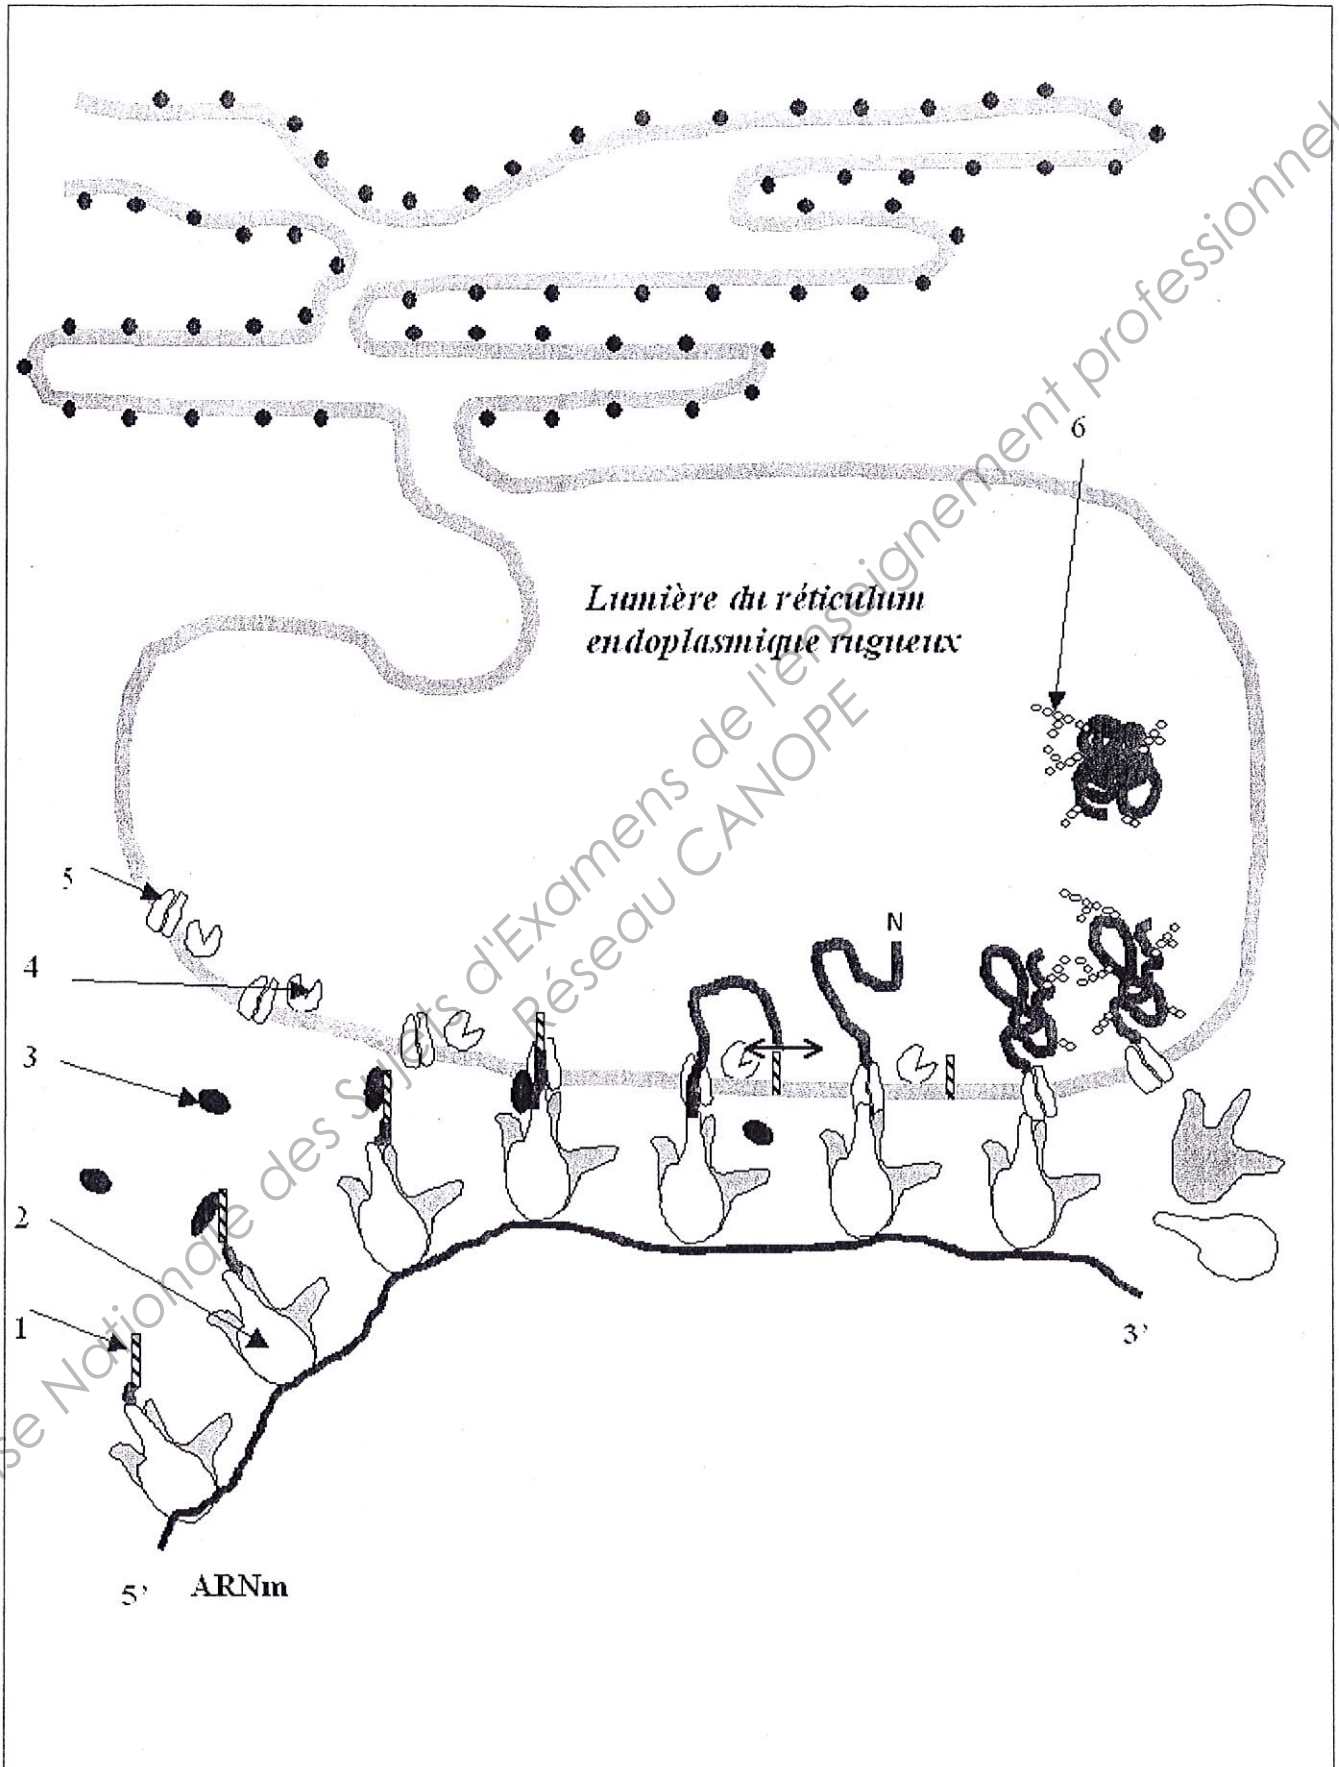 6
Lumière du réticulum
endoplasmique rugueux
5
4
N
3
2
1
3'
5' ARNm
se Nationale des Sujets d'Examens de l'enseignement professionnel
Réseau CANOPE